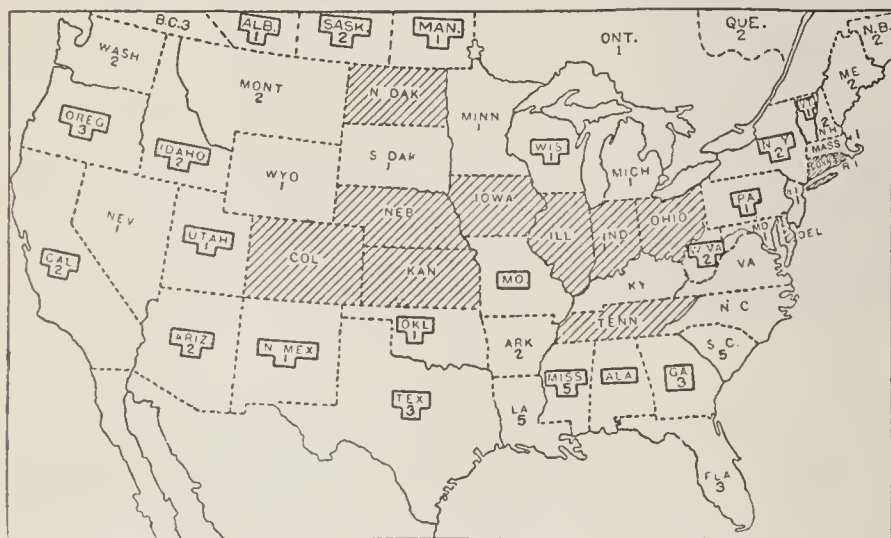 B.C.3
ALB.
1
SASK.
2
MAN.
1
ONT.
1
QUE.
2
N.B.
2
WASH
2
MONT
2
N DAK
MINN
1
ME
2
VT
1
2
N H
OREG
3
IDAHO
2
WYO
1
S DAK
1
WIS
1
MICH
1
N Y
2
MASS
1
R I
NEV
1
UTAH
1
COL
NEB
KAN
IOWA
ILL
IND
OHIO
PA
1
MD
1
DEL
CAL
2
MO
KY
W VA
2
VA
ARIZ
2
N MEX
1
OKL
1
ARK
2
TENN
N C
S. C.
5
TEX
3
LA
5
MISS
5
ALA
GA
3
FLA
3